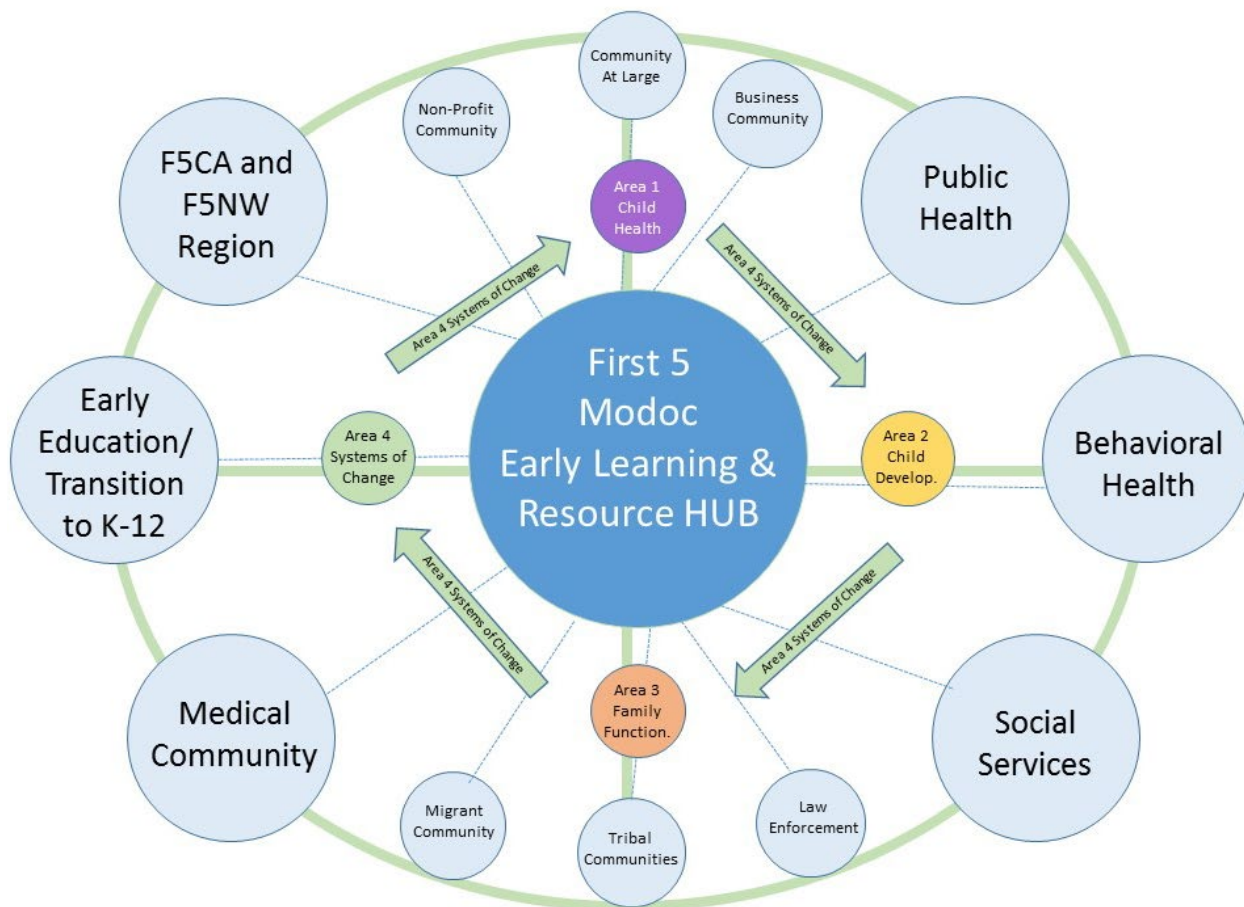 Community
At Large
Non-Profit
Community
Business
Community
F5CA and
F5NW
Region
Area 1
Child
Health
Public
Health
Area 4 Systems of Change
Area 4 Systems of Change
First 5
Modoc
Early Learning &
Resource HUB
Early
Education/
Transition
to K-12
Area 4
Systems of
Change
Area 2
Child
Develop.
Behavioral
Health
Area 4 Systems of Change
Area 4 Systems of Change
Medical
Community
Area 3
Family
Function.
Social
Services
Migrant
Community
Tribal
Communities
Law
Enforcement